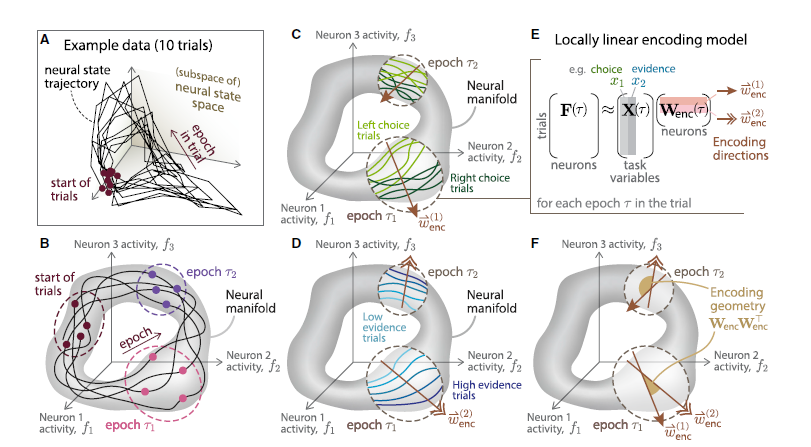 A
Example data (10 trials)
neural state
trajectory
(subspace of)
neural state
space
epoch
in trial
start of
trials
B
Neuron 3 activity, f₃
start of
trials
epoch τ₂
Neural
manifold
epoch
Neuron 2
activity, f₂
Neuron 1
activity, f₁
epoch τ₁
C
Neuron 3 activity, f₃
epoch τ₂
Neural
manifold
Left choice
trials
Neuron 2
activity, f₂
Right choice
trials
Neuron 1
activity, f₁
epoch τ₁
w⃗enc⁽¹⁾
D
Neuron 3 activity, f₃
epoch τ₂
Neural
manifold
Low
evidence
trials
Neuron 2
activity, f₂
High evidence
trials
Neuron 1
activity, f₁
epoch τ₁
w⃗enc⁽²⁾
E
Locally linear encoding model
e.g. choice evidence
x₁ x₂
trials
F(τ) ≈ X(τ) Wenc(τ)
w⃗enc⁽¹⁾
w⃗enc⁽²⁾
neurons
Encoding
directions
neurons
task
variables
for each epoch τ in the trial
F
Neuron 3 activity, f₃
epoch τ₂
Encoding
geometry
WencWenc⊤
Neuron 2
activity, f₂
Neuron 1
activity, f₁
epoch τ₁
w⃗enc⁽²⁾
w⃗enc⁽¹⁾